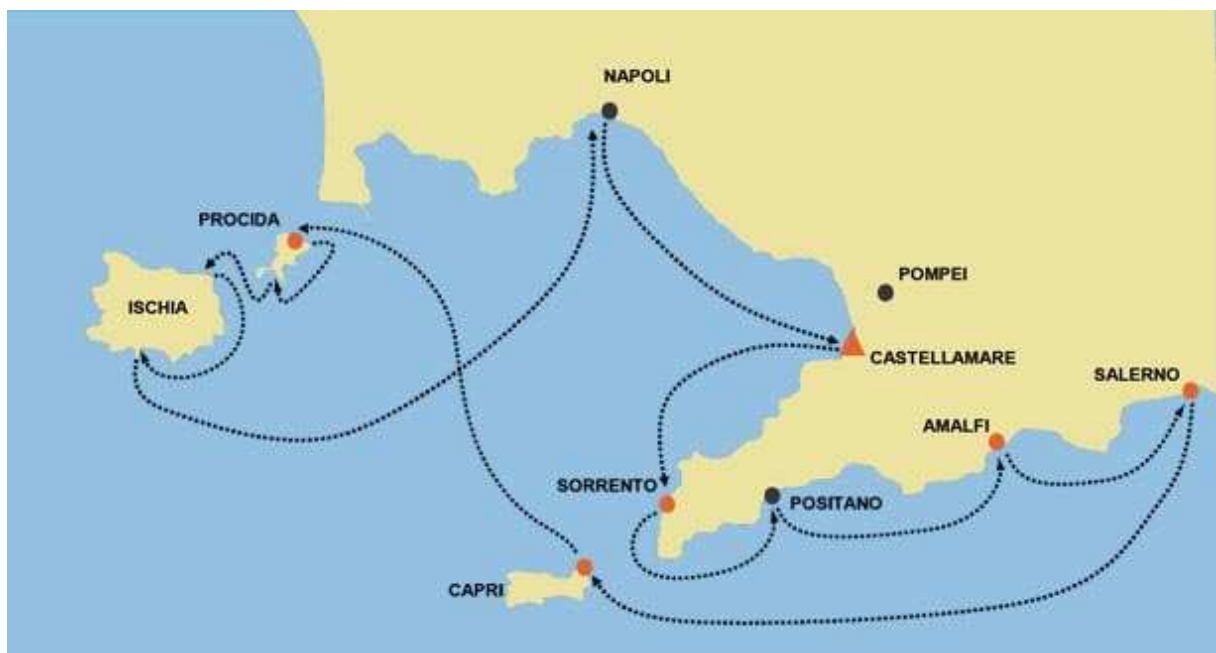 NAPOLI
PROCIDA
POMPEI
ISCHIA
CASTELLAMARE
SALERNO
AMALFI
SORRENTO
POSITANO
CAPRI